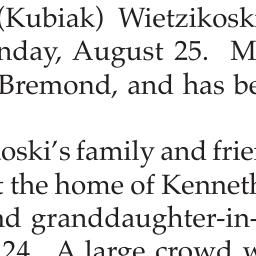 (Kubiak) Wietzikoski
nday, August 25. M
Bremond, and has be
oski's family and frie
t the home of Kenneth
nd granddaughter-in-
24. A large crowd w